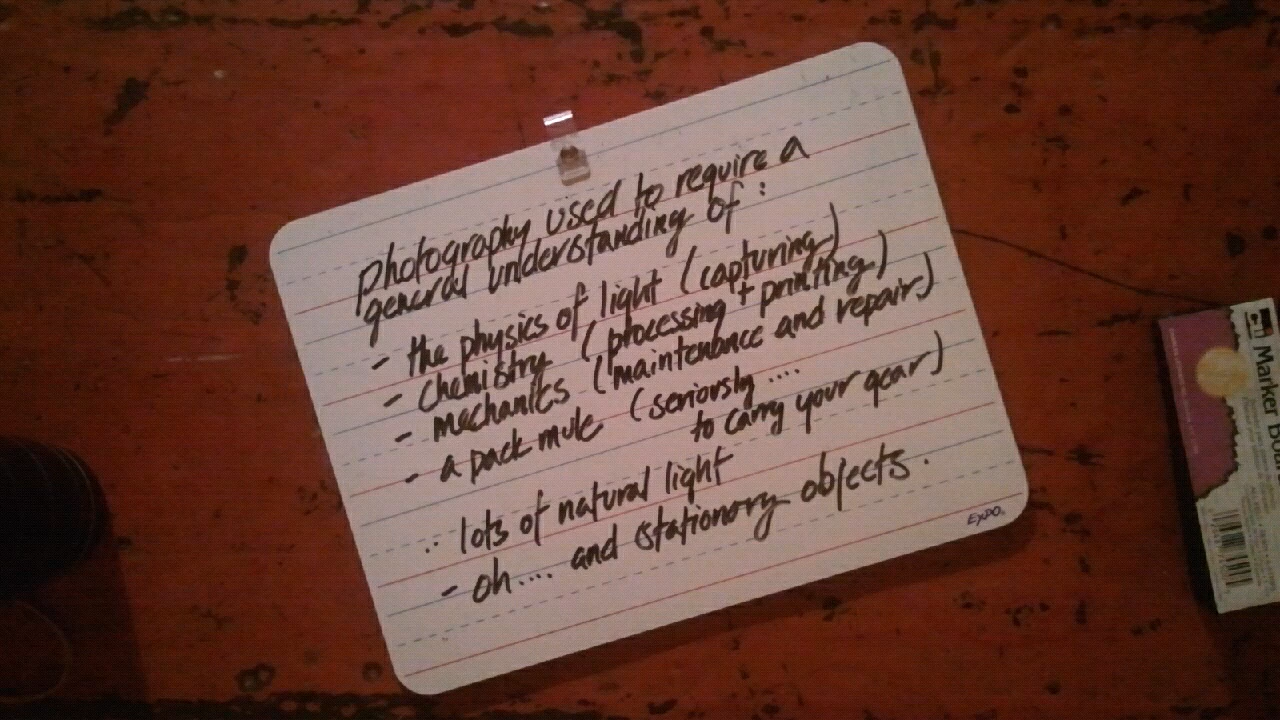 photography used to require a
general understanding of :
- the physics of light (capturing)
- chemistry (processing + printing)
- mechanics (maintenance and repair)
- a pack mule (seriously ....
to carry your gear)
.. lots of natural light
- oh .... and stationary objects .
EXPO
Marker Bo